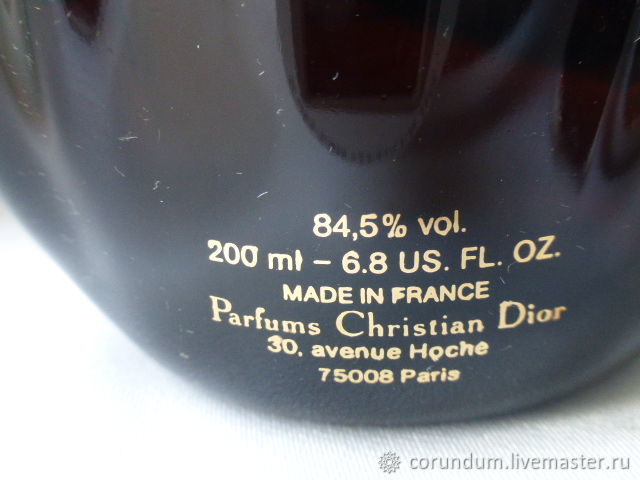 84,5% vol.
200 ml – 6.8 US. FL. OZ.
MADE IN FRANCE
Parfums Christian Dior
30, avenue Hoche
75008 Paris
corundum.livemaster.ru